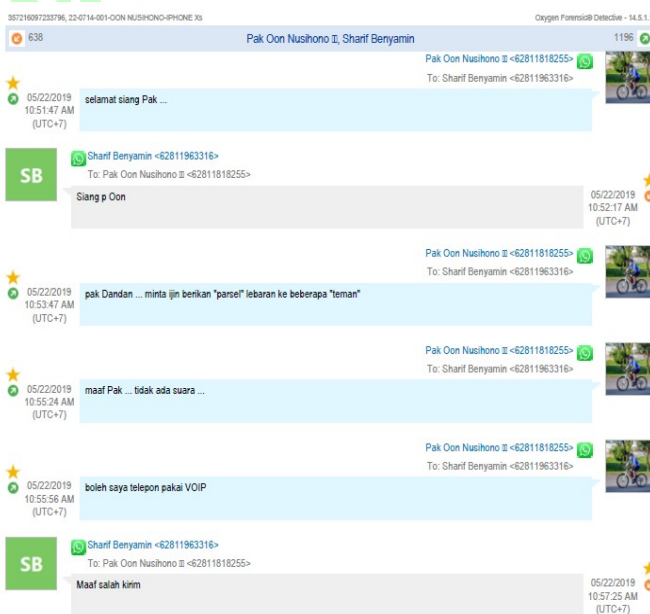 357216097233796, 22-0714-001-OON NUSIHONO-IPHONE Xs
Oxygen Forensic® Detective - 14.5.1.
638
Pak Oon Nusihono, Sharif Benyamin
1196
Pak Oon Nusihono <62811818255>
To: Sharif Benyamin <62811963316>
05/22/2019
10:51:47 AM
(UTC+7)
selamat siang Pak ...
SB
Sharif Benyamin <62811963316>
To: Pak Oon Nusihono <62811818255>
Siang p Oon
05/22/2019
10:52:17 AM
(UTC+7)
Pak Oon Nusihono <62811818255>
To: Sharif Benyamin <62811963316>
05/22/2019
10:53:47 AM
(UTC+7)
pak Dandan ... minta ijin berikan "parsel" lebaran ke beberapa "teman"
Pak Oon Nusihono <62811818255>
To: Sharif Benyamin <62811963316>
05/22/2019
10:55:24 AM
(UTC+7)
maaf Pak ... tidak ada suara ...
Pak Oon Nusihono <62811818255>
To: Sharif Benyamin <62811963316>
05/22/2019
10:55:56 AM
(UTC+7)
boleh saya telepon pakai VOIP
SB
Sharif Benyamin <62811963316>
To: Pak Oon Nusihono <62811818255>
Maaf salah kirim
05/22/2019
10:57:25 AM
(UTC+7)